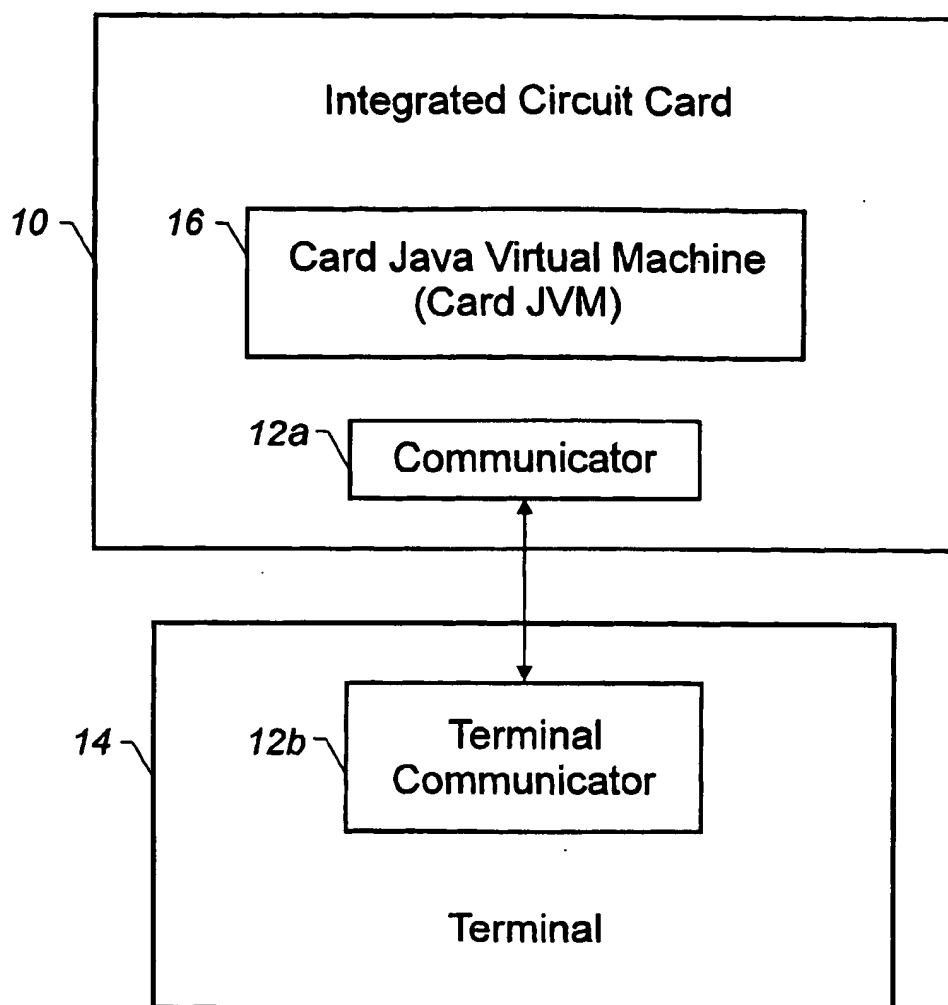 Integrated Circuit Card
10
16
Card Java Virtual Machine
(Card JVM)
12a
Communicator
14
12b
Terminal
Communicator
Terminal